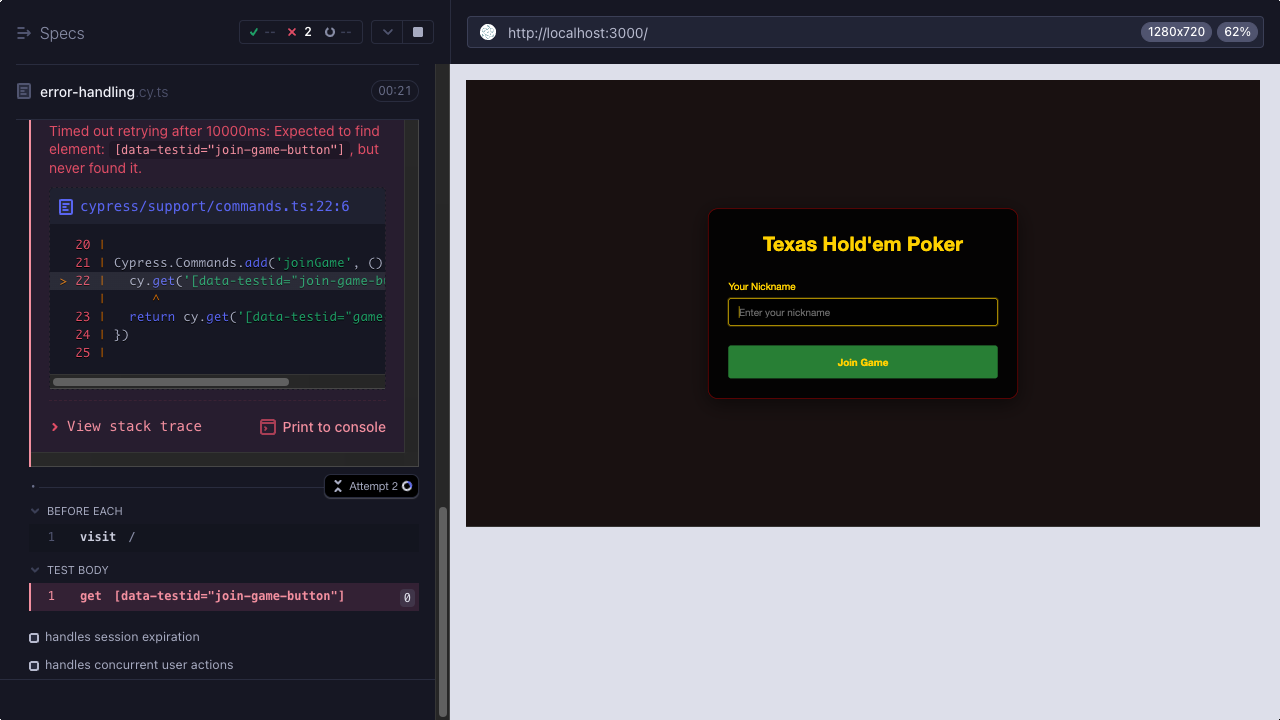 Specs
--
2
--
http://localhost:3000/
1280x720
62%
error-handling.cy.ts
00:21
Timed out retrying after 10000ms: Expected to find
element: [data-testid="join-game-button"] , but
never found it.
cypress/support/commands.ts:22:6
20 |
21 | Cypress.Commands.add('joinGame', ()
> 22 | cy.get('[data-testid="join-game-bu
| ^
23 | return cy.get('[data-testid="game
24 | })
25 |
View stack trace
Print to console
Attempt 2
BEFORE EACH
1 visit /
TEST BODY
1 get [data-testid="join-game-button"] 0
handles session expiration
handles concurrent user actions
Texas Hold'em Poker
Your Nickname
Enter your nickname
Join Game